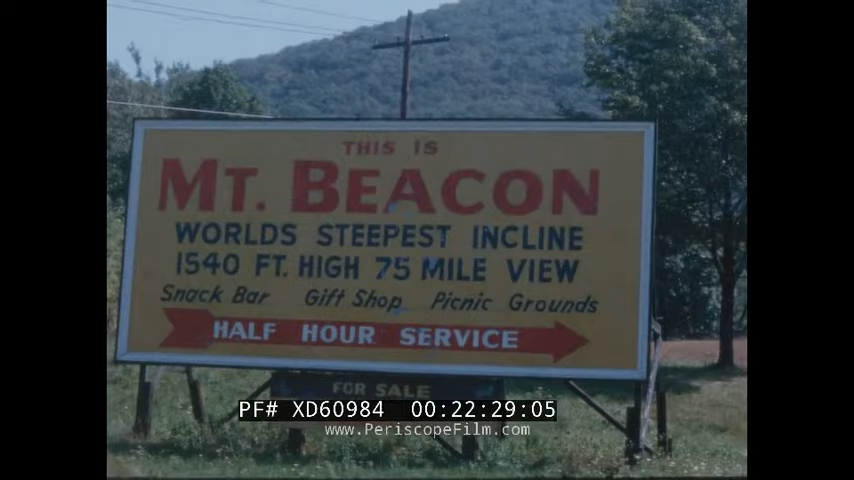 THIS IS
MT. BEACON
WORLDS STEEPEST INCLINE
1540 FT. HIGH 75 MILE VIEW
Snack Bar Gift Shop Picnic Grounds
HALF HOUR SERVICE
FOR SALE
PF# XD60984 00:22:29:05
www.PeriscopeFilm.com